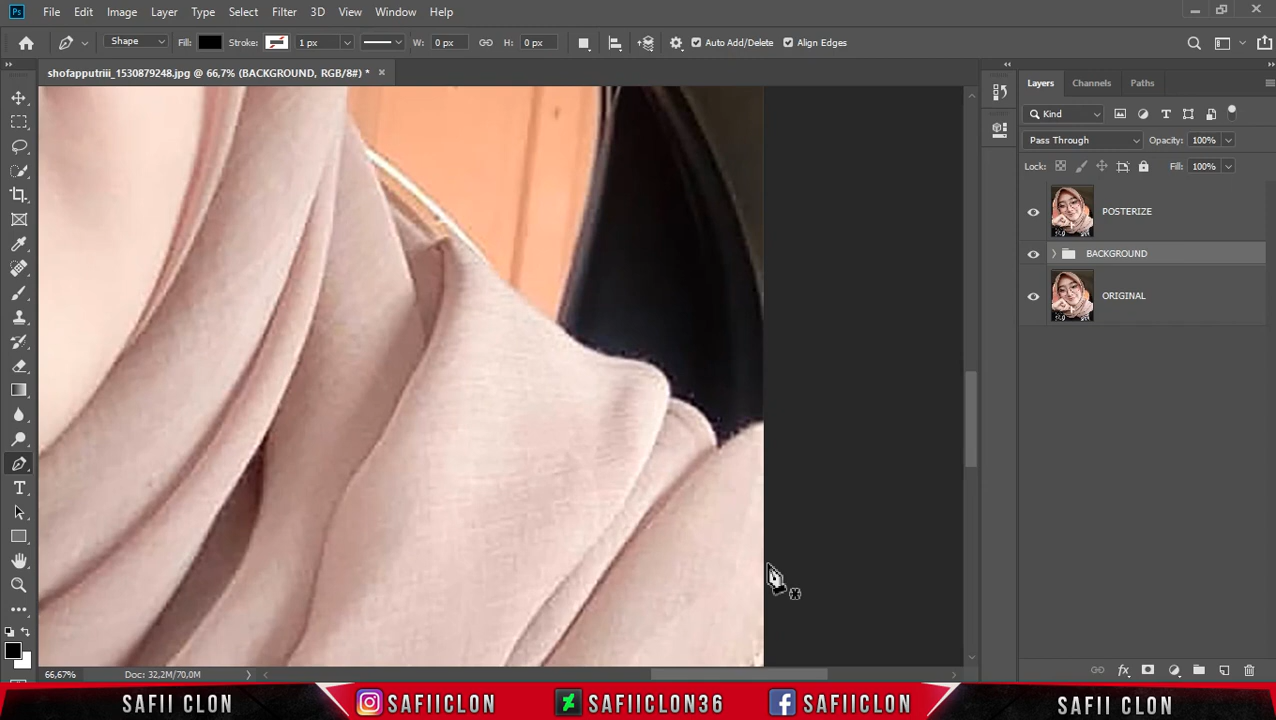 Ps File Edit Image Layer Type Select Filter 3D View Window Help
Shape Fill: Stroke: 1 px W: 0 px H: 0 px Auto Add/Delete Align Edges
shofapputriii_1530879248.jpg @ 66,7% (BACKGROUND, RGB/8#) * ×
Layers Channels Paths
Kind
Pass Through Opacity: 100%
Lock: Fill: 100%
POSTERIZE
BACKGROUND
ORIGINAL
66,67% Doc: 32,2M/70,0M
SAFII CLON SAFIICLON SAFIICLON36 SAFIICLON SAFII CLON